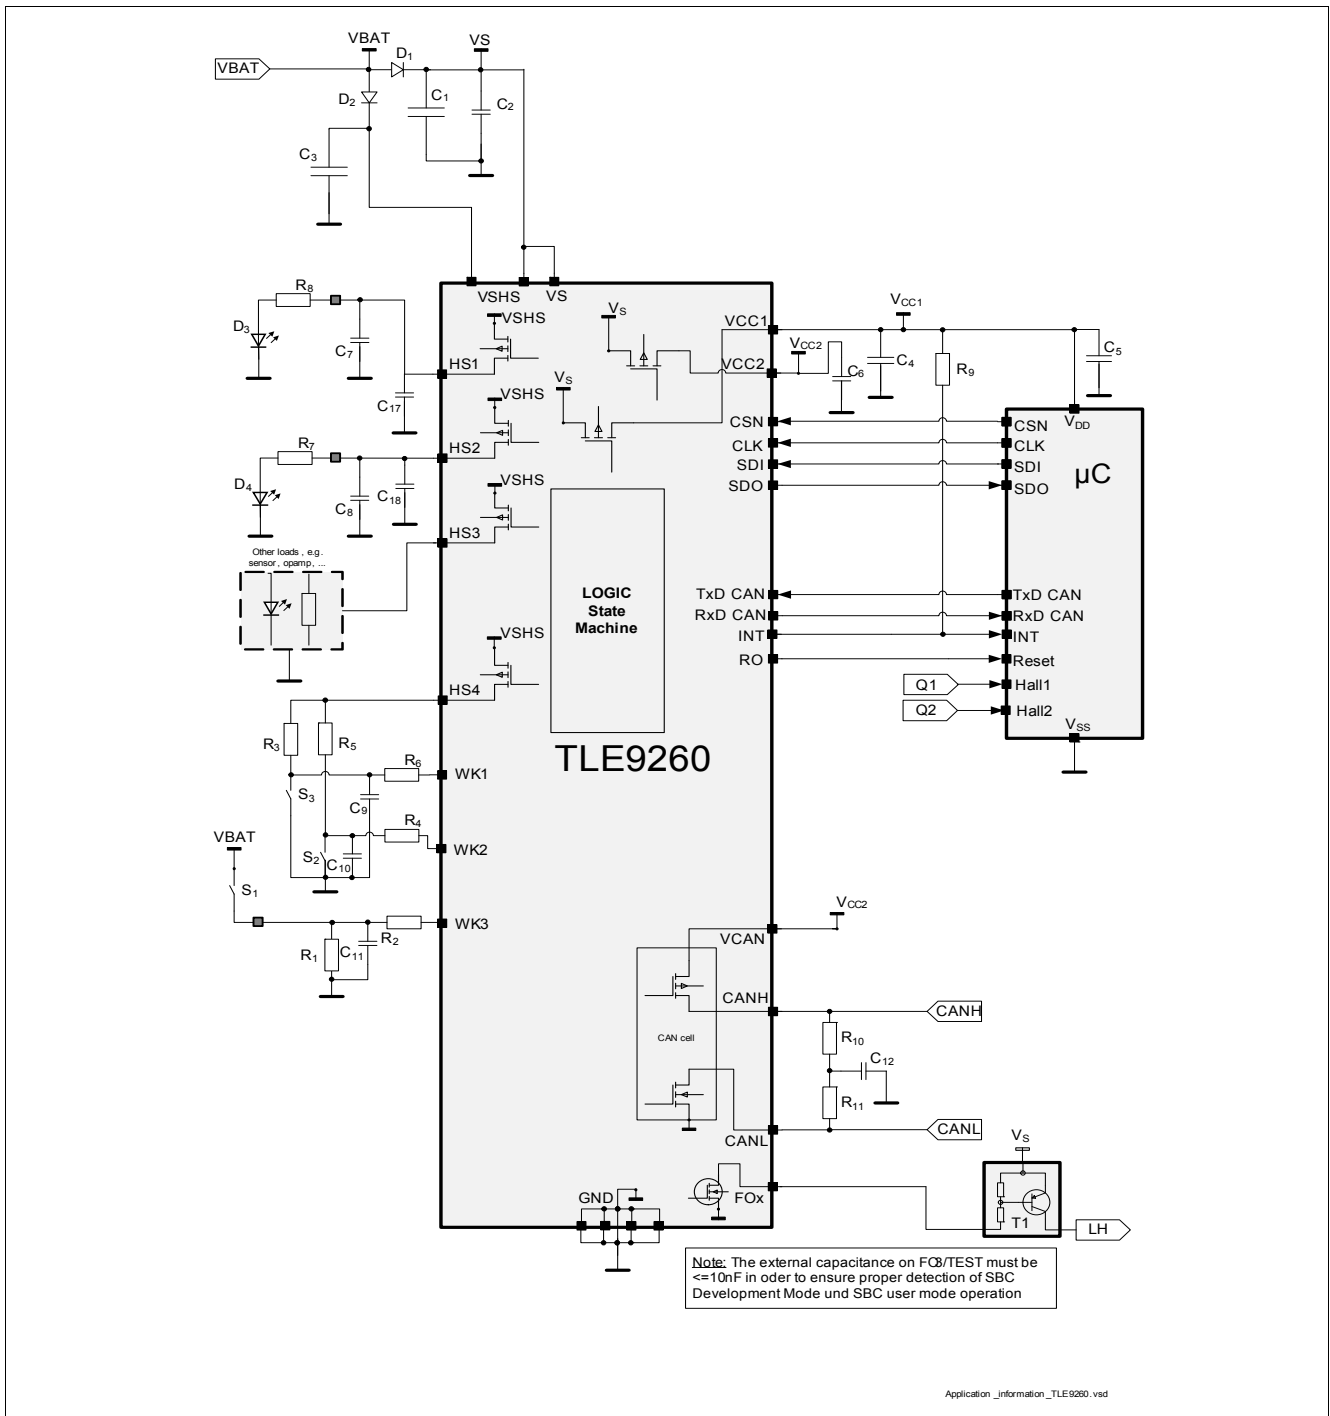 VBAT
VS
VBAT
D1
D2
C1
C2
C3
VSHS
VS
R8
D3
C7
C17
HS1
VSHS
VS
VS
VCC1
VCC2
VCC1
VCC2
C6
C4
R9
C5
R7
D4
C8
C18
HS2
VSHS
CSN
CLK
SDI
SDO
CSN
VDD
CLK
SDI
SDO
µC
HS3
VSHS
Other loads , e.g.
sensor , opamp , ...
LOGIC
State
Machine
TxD CAN
RxD CAN
INT
RO
TxD CAN
RxD CAN
INT
Reset
Hall1
Hall2
VSS
Q1
Q2
VSHS
HS4
TLE9260
R3
R5
R6
WK1
S3
C9
R4
WK2
S2
C10
VBAT
S1
R2
WK3
R1
C11
VCC2
VCAN
CANH
CAN cell
CANL
CANH
R10
C12
R11
CANL
FOx
GND
VS
T1
LH
Note: The external capacitance on FO3/TEST must be
<=10nF in oder to ensure proper detection of SBC
Development Mode und SBC user mode operation
Application _information _TLE9260. vsd